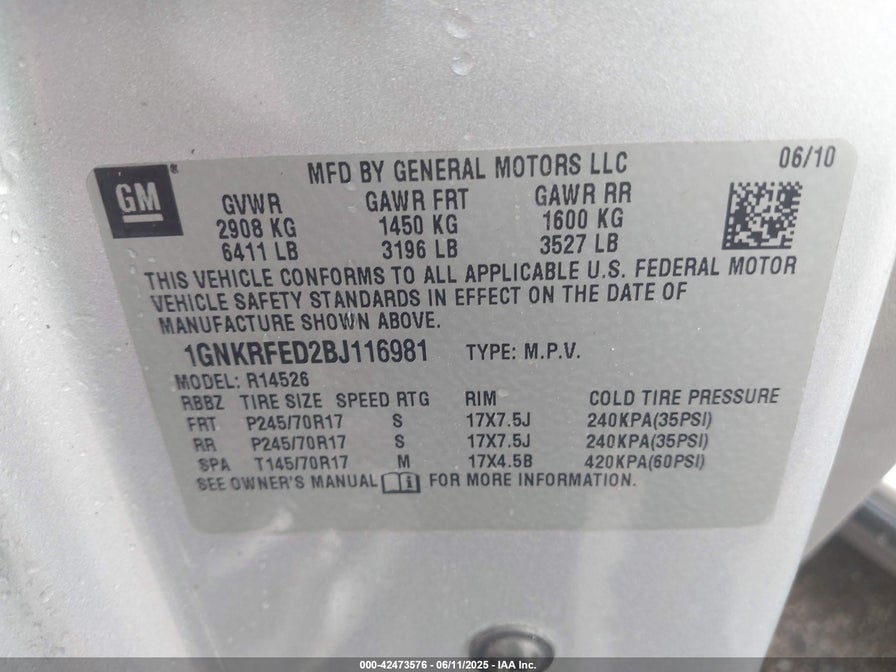 GM®
MFD BY GENERAL MOTORS LLC 06/10
GVWR GAWR FRT GAWR RR
2908 KG 1450 KG 1600 KG
6411 LB 3196 LB 3527 LB
THIS VEHICLE CONFORMS TO ALL APPLICABLE U.S. FEDERAL MOTOR
VEHICLE SAFETY STANDARDS IN EFFECT ON THE DATE OF
MANUFACTURE SHOWN ABOVE.
1GNKRFED2BJ116981 TYPE: M.P.V.
MODEL: R14526
RBBZ TIRE SIZE SPEED RTG RIM COLD TIRE PRESSURE
FRT P245/70R17 S 17X7.5J 240KPA(35PSI)
RR P245/70R17 S 17X7.5J 240KPA(35PSI)
SPA T145/70R17 M 17X4.5B 420KPA(60PSI)
SEE OWNER'S MANUAL FOR MORE INFORMATION.
000-42473576 - 06/11/2025 - IAA Inc.